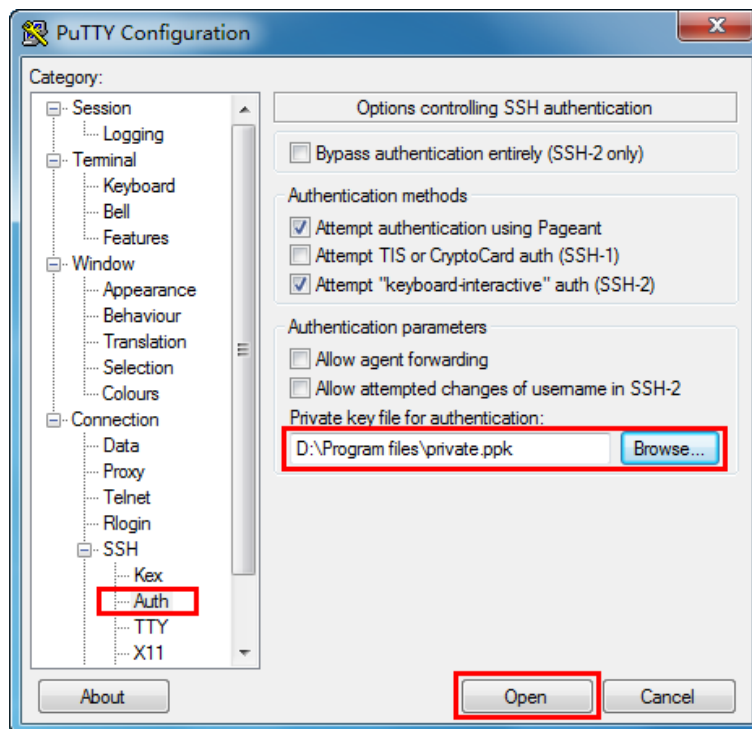 PuTTY Configuration
Category:
Session
Logging
Terminal
Keyboard
Bell
Features
Window
Appearance
Behaviour
Translation
Selection
Colours
Connection
Data
Proxy
Telnet
Rlogin
SSH
Kex
Auth
TTY
X11
Options controlling SSH authentication
Bypass authentication entirely (SSH-2 only)
Authentication methods
Attempt authentication using Pageant
Attempt TIS or CryptoCard auth (SSH-1)
Attempt "keyboard-interactive" auth (SSH-2)
Authentication parameters
Allow agent forwarding
Allow attempted changes of username in SSH-2
Private key file for authentication:
D:\Program files\private.ppk
Browse...
About
Open
Cancel